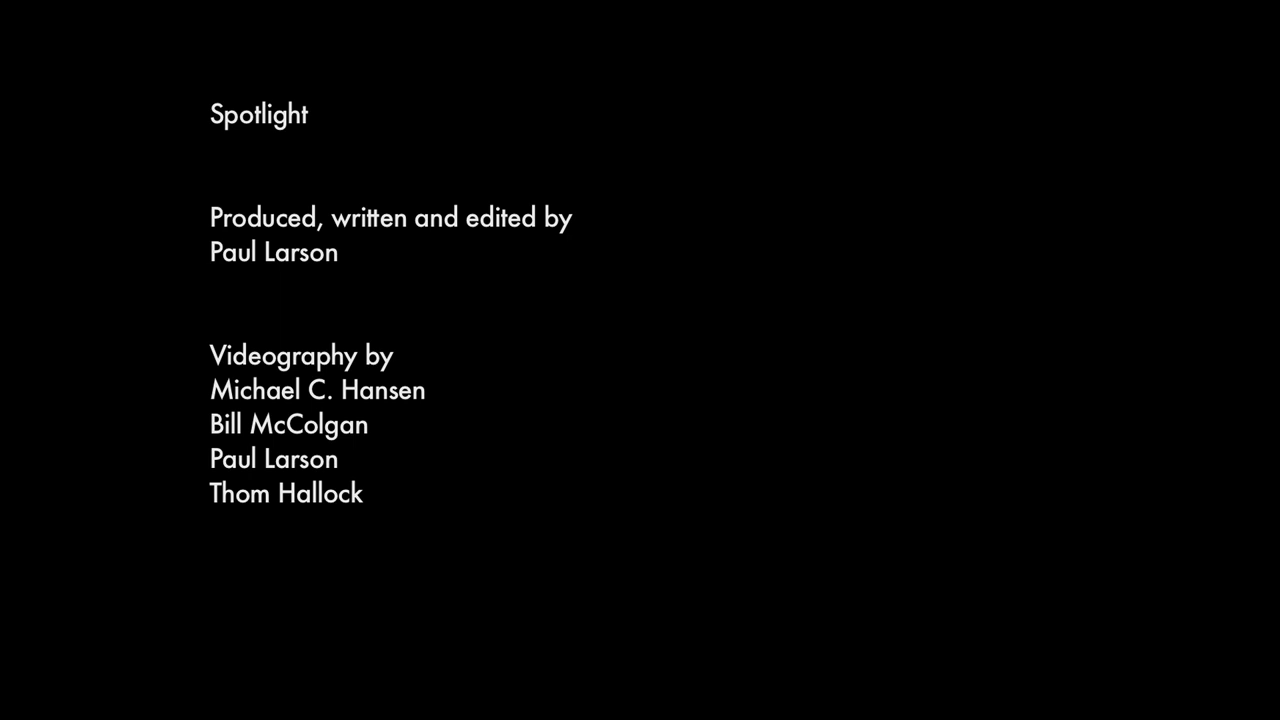 Spotlight
Produced, written and edited by
Paul Larson
Videography by
Michael C. Hansen
Bill McColgan
Paul Larson
Thom Hallock